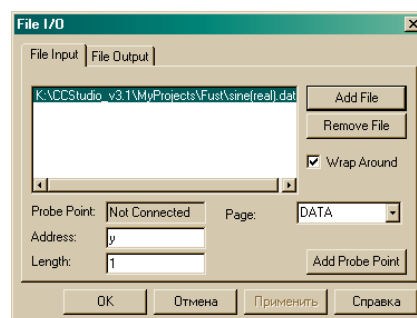 File I/O
File Input
File Output
K:\CCStudio_v3.1\MyProjects\Fust\sine(real).dat
Add File
Remove File
Wrap Around
Probe Point: Not Connected Page: DATA
Address: y
Length: 1
Add Probe Point
OK Отмена Применить Справка